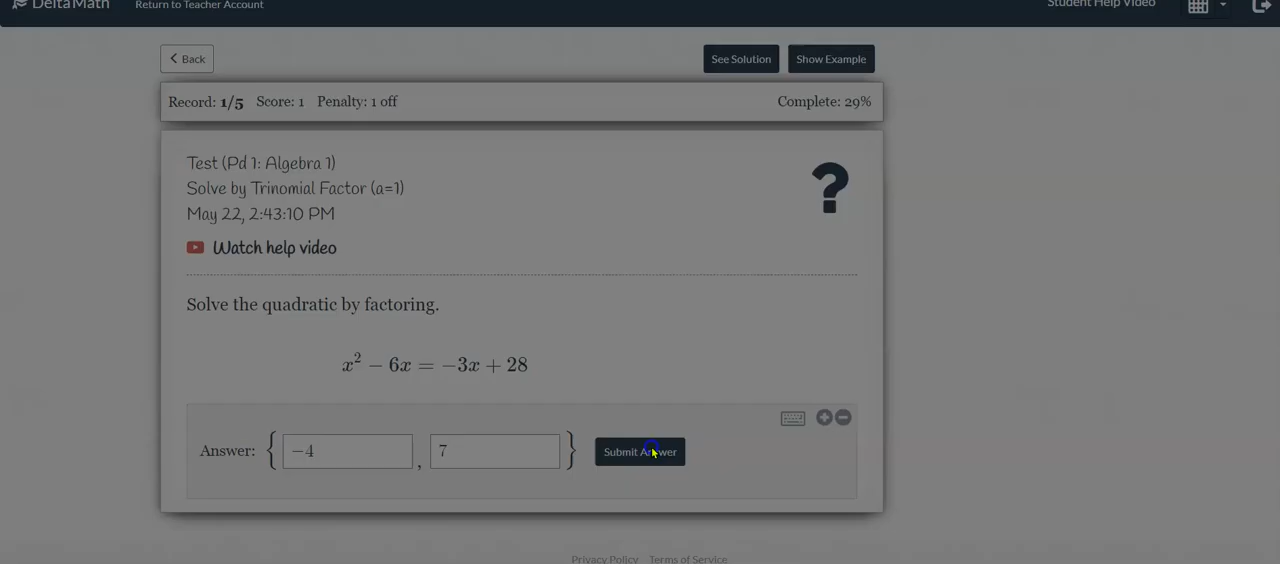 DeltaMath Return to Teacher Account Student Help Video
Back See Solution Show Example
Record: 1/5 Score: 1 Penalty: 1 off Complete: 29%
Test (Pd 1: Algebra 1)
Solve by Trinomial Factor (a=1)
May 22, 2:43:10 PM
?
Watch help video
Solve the quadratic by factoring.
x² − 6x = −3x + 28
Answer: { −4 , 7 } Submit Answer
Privacy Policy Terms of Service